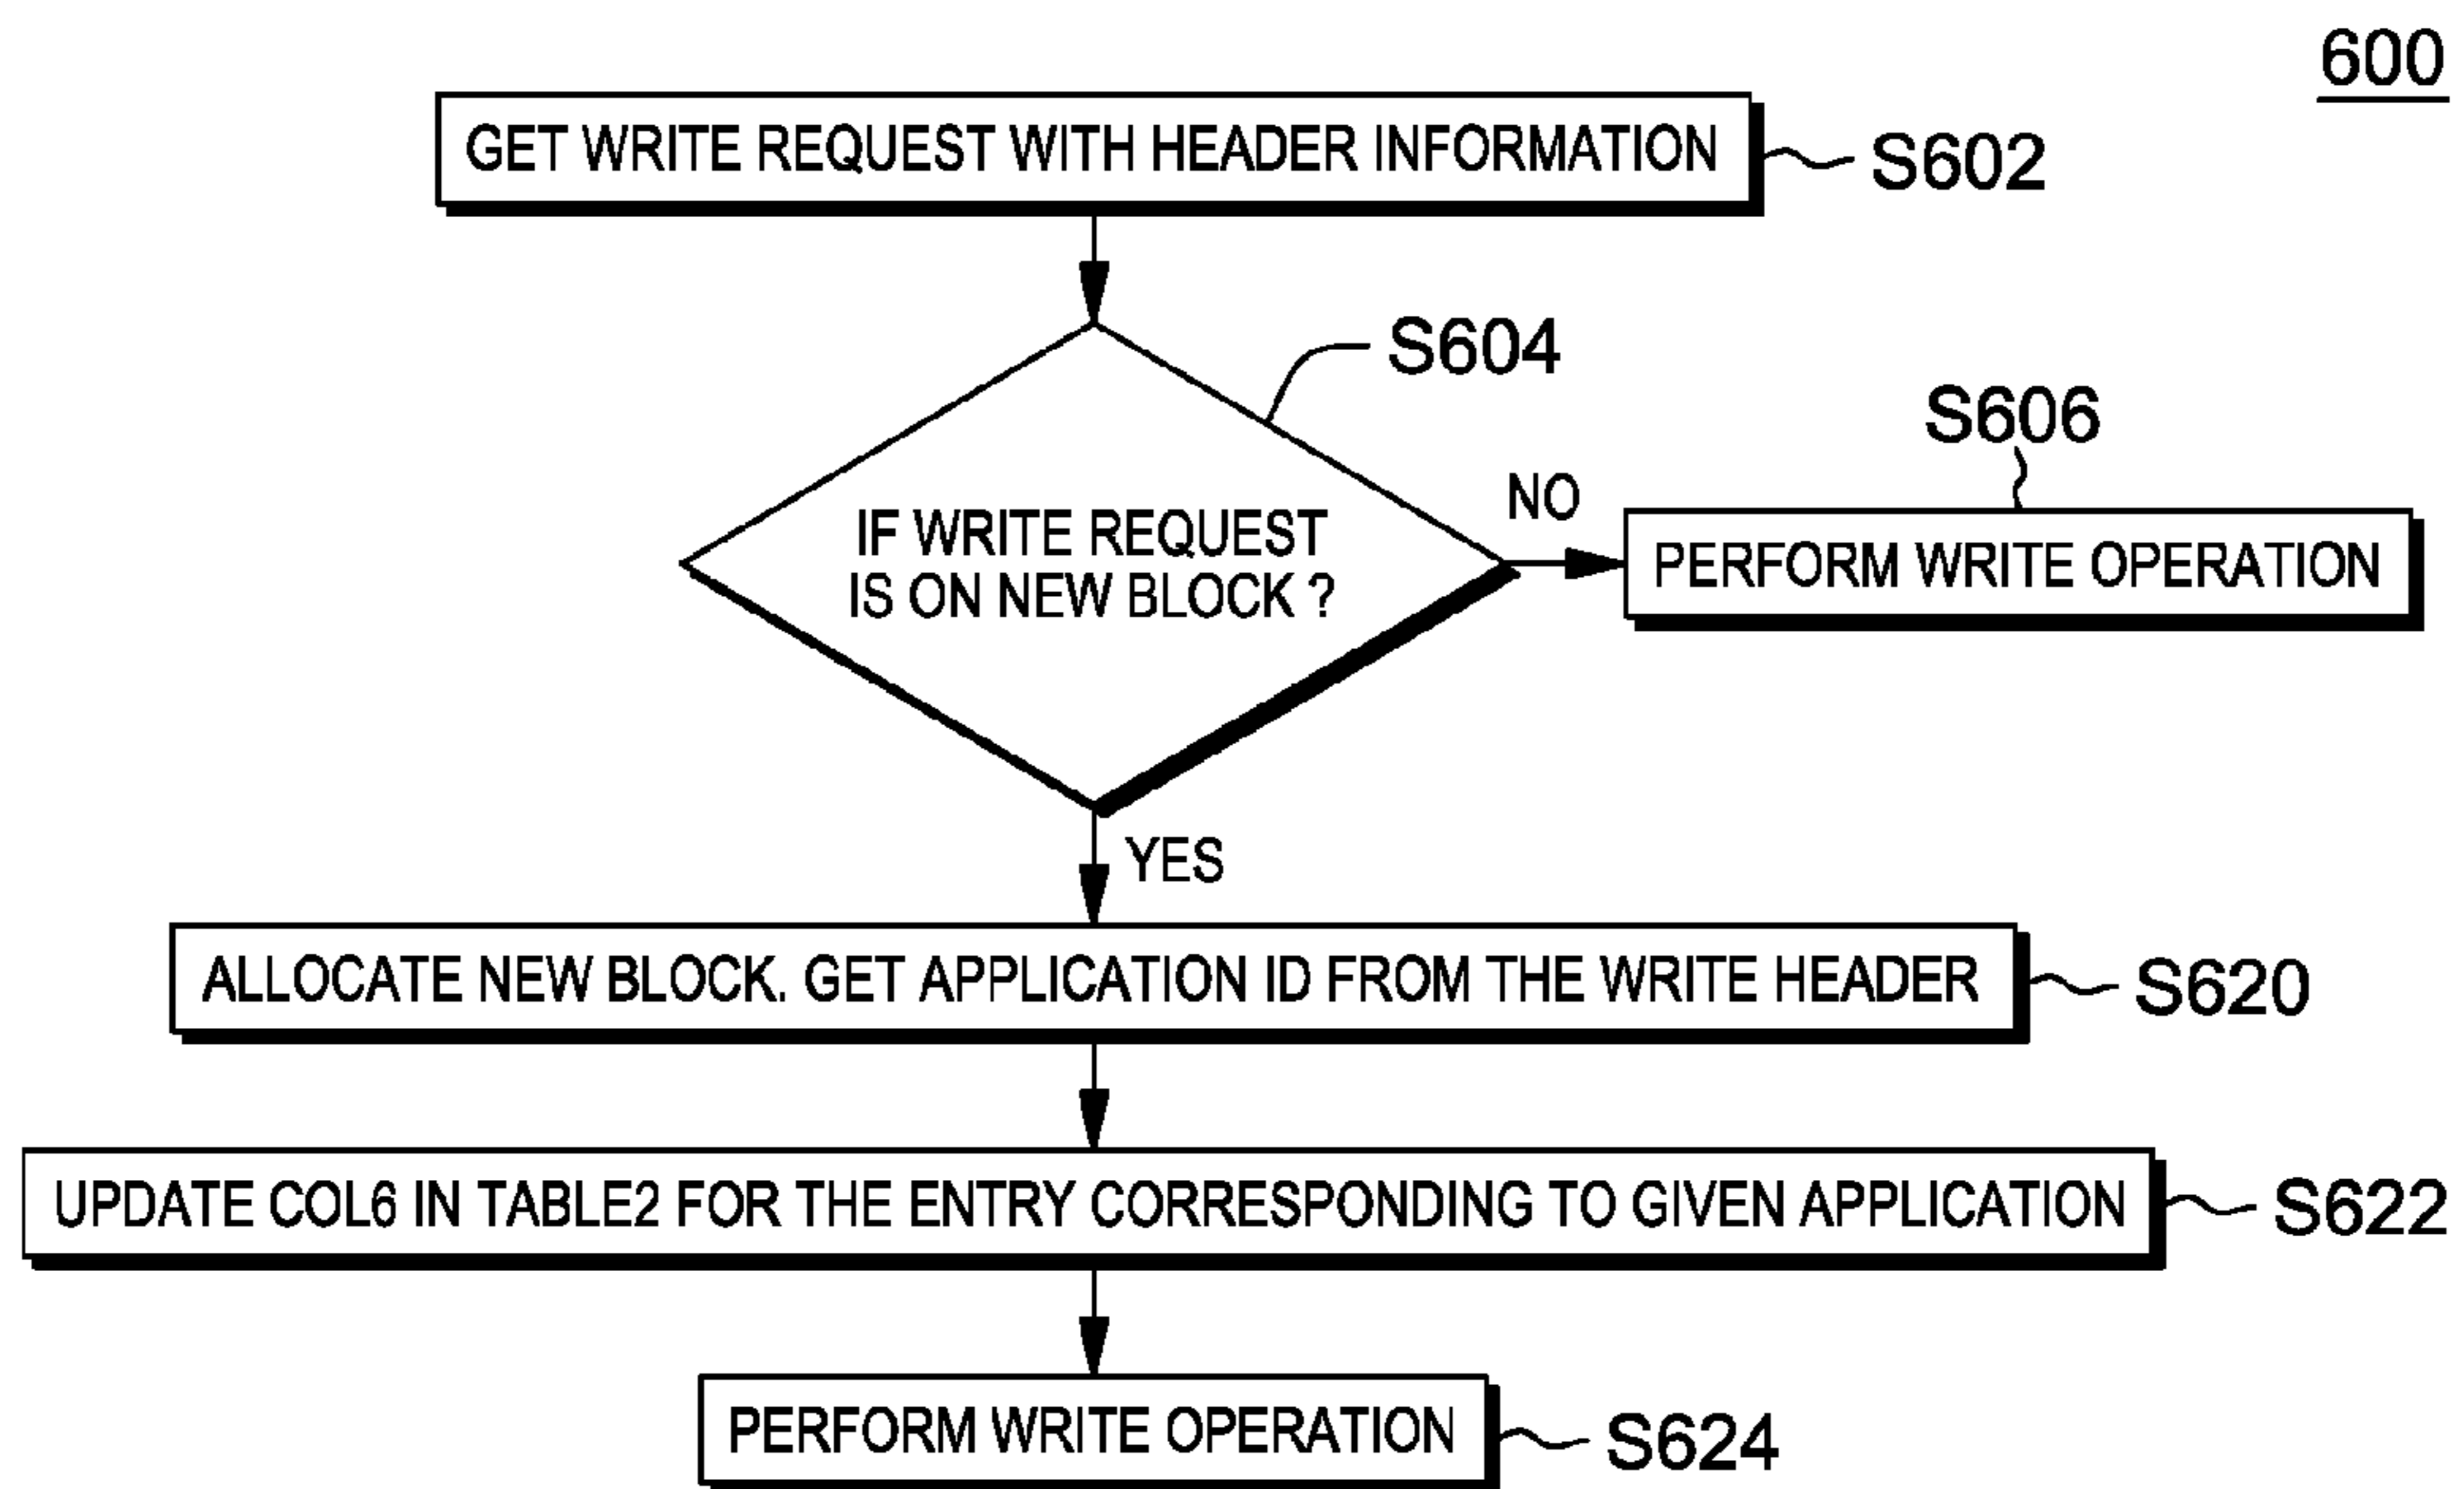 600
GET WRITE REQUEST WITH HEADER INFORMATION
S602
S604
IF WRITE REQUEST
IS ON NEW BLOCK ?
NO
S606
PERFORM WRITE OPERATION
YES
ALLOCATE NEW BLOCK. GET APPLICATION ID FROM THE WRITE HEADER
S620
UPDATE COL6 IN TABLE2 FOR THE ENTRY CORRESPONDING TO GIVEN APPLICATION
S622
PERFORM WRITE OPERATION
S624